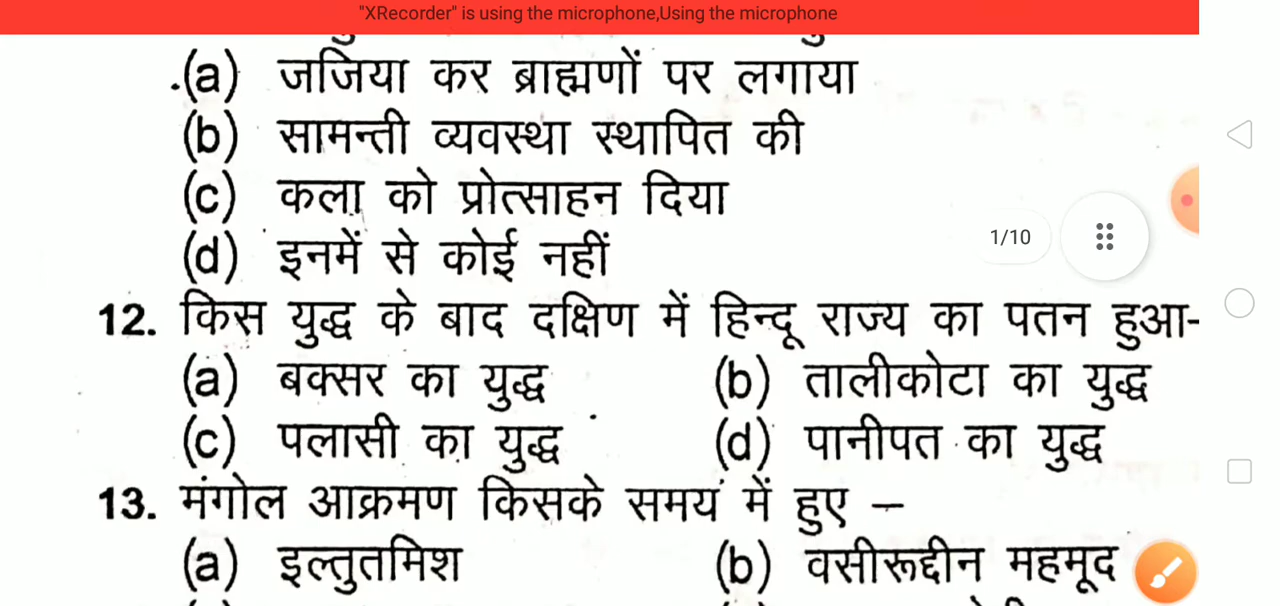 "XRecorder" is using the microphone,Using the microphone
(a) जजिया कर ब्राह्मणों पर लगाया
(b) सामन्ती व्यवस्था स्थापित की
(c) कला को प्रोत्साहन दिया
(d) इनमें से कोई नहीं
1/10
12. किस युद्ध के बाद दक्षिण में हिन्दू राज्य का पतन हुआ-
(a) बक्सर का युद्ध (b) तालीकोटा का युद्ध
(c) पलासी का युद्ध (d) पानीपत का युद्ध
13. मंगोल आक्रमण किसके समय में हुए –
(a) इल्तुतमिश (b) वसीरूद्दीन महमूद